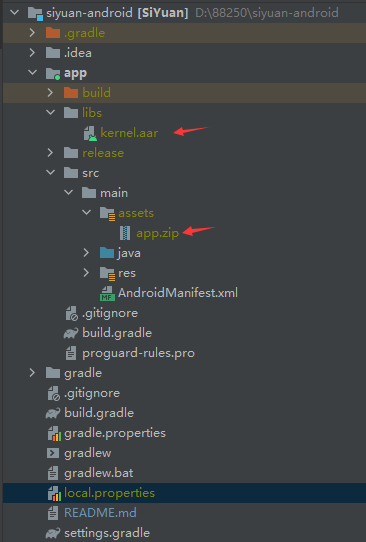 siyuan-android [SiYuan] D:\88250\siyuan-android
.gradle
.idea
app
build
libs
kernel.aar
release
src
main
assets
app.zip
java
res
AndroidManifest.xml
.gitignore
build.gradle
proguard-rules.pro
gradle
.gitignore
build.gradle
gradle.properties
gradlew
gradlew.bat
local.properties
README.md
settings.gradle